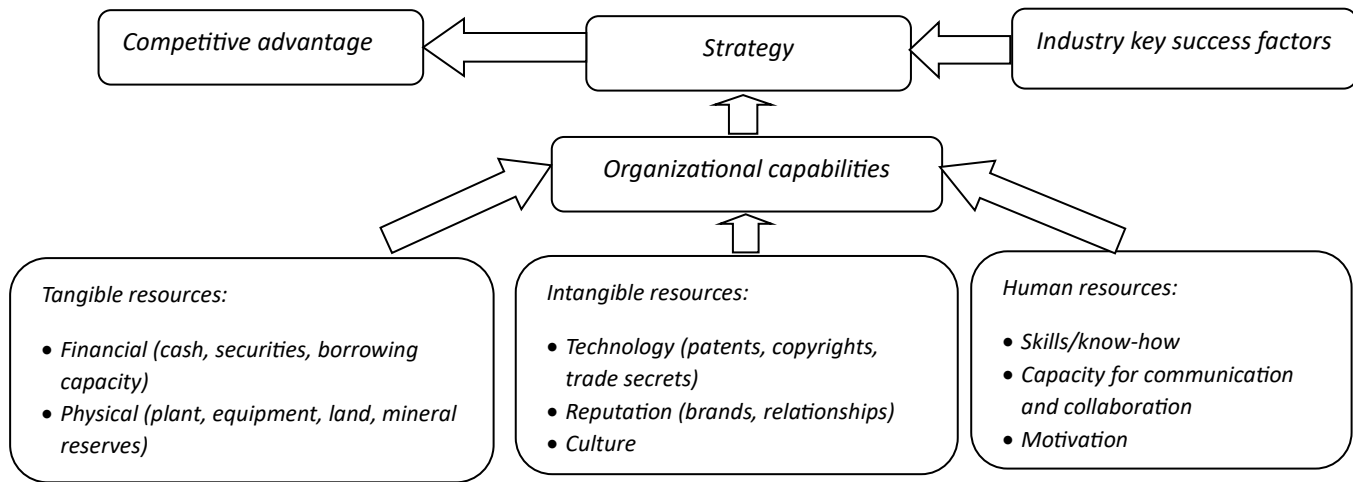 Competitive advantage
Strategy
Industry key success factors
Organizational capabilities
Tangible resources:
• Financial (cash, securities, borrowing
capacity)
• Physical (plant, equipment, land, mineral
reserves)
Intangible resources:
• Technology (patents, copyrights,
trade secrets)
• Reputation (brands, relationships)
• Culture
Human resources:
• Skills/know-how
• Capacity for communication
and collaboration
• Motivation